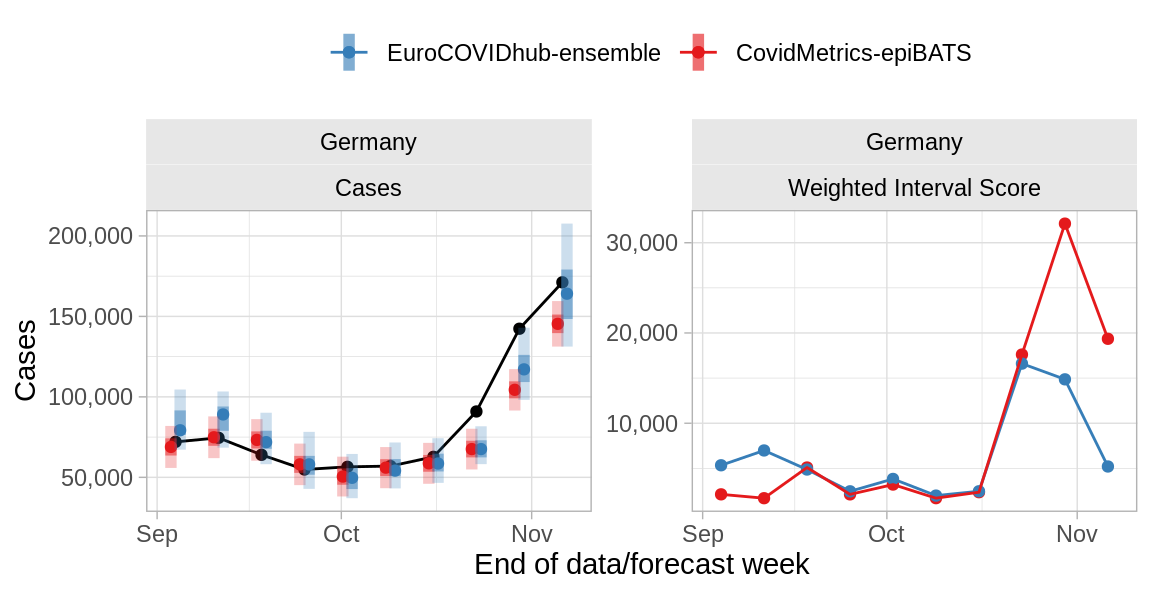 EuroCOVIDhub-ensemble CovidMetrics-epiBATS
Germany
Cases
Germany
Weighted Interval Score
Cases
200,000
150,000
100,000
50,000
30,000
20,000
10,000
Sep Oct Nov
Sep Oct Nov
End of data/forecast week